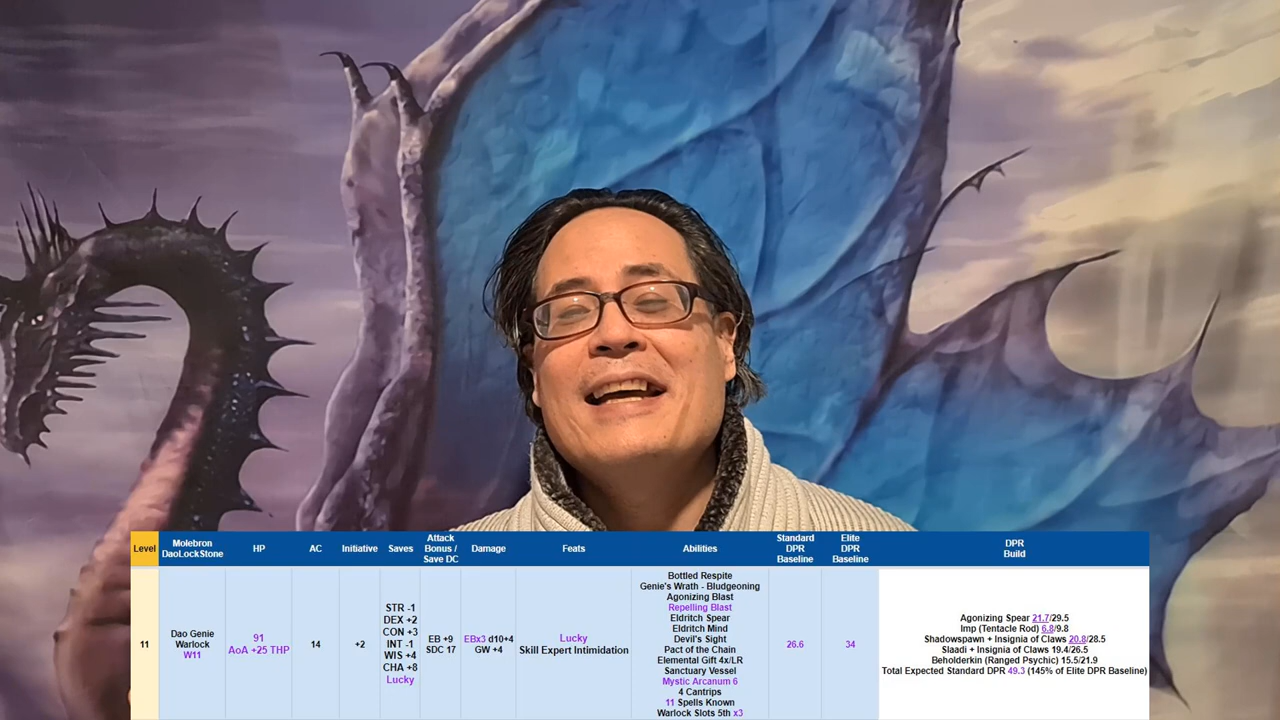 Level
Molebron
DaoLockStone
HP
AC
Initiative
Saves
Attack
Bonus /
Save DC
Damage
Feats
Abilities
Standard
DPR
Baseline
Elite
DPR
Baseline
DPR
Build
11
Dao Genie
Warlock
W11
91
AoA +25 THP
14
+2
STR -1
DEX +2
CON +3
INT -1
WIS +4
CHA +8
Lucky
EB +9
SDC 17
EBx3 d10+4
GW +4
Lucky
Skill Expert Intimidation
Bottled Respite
Genie's Wrath - Bludgeoning
Agonizing Blast
Repelling Blast
Eldritch Spear
Eldritch Mind
Devil's Sight
Pact of the Chain
Elemental Gift 4x/LR
Sanctuary Vessel
Mystic Arcanum 6
4 Cantrips
11 Spells Known
Warlock Slots 5th x3
26.6
34
Agonizing Spear 21.7/29.5
Imp (Tentacle Rod) 6.8/9.8
Shadowspawn + Insignia of Claws 20.8/28.5
Slaadi + Insignia of Claws 19.4/26.5
Beholderkin (Ranged Psychic) 15.5/21.9
Total Expected Standard DPR 49.3 (145% of Elite DPR Baseline)